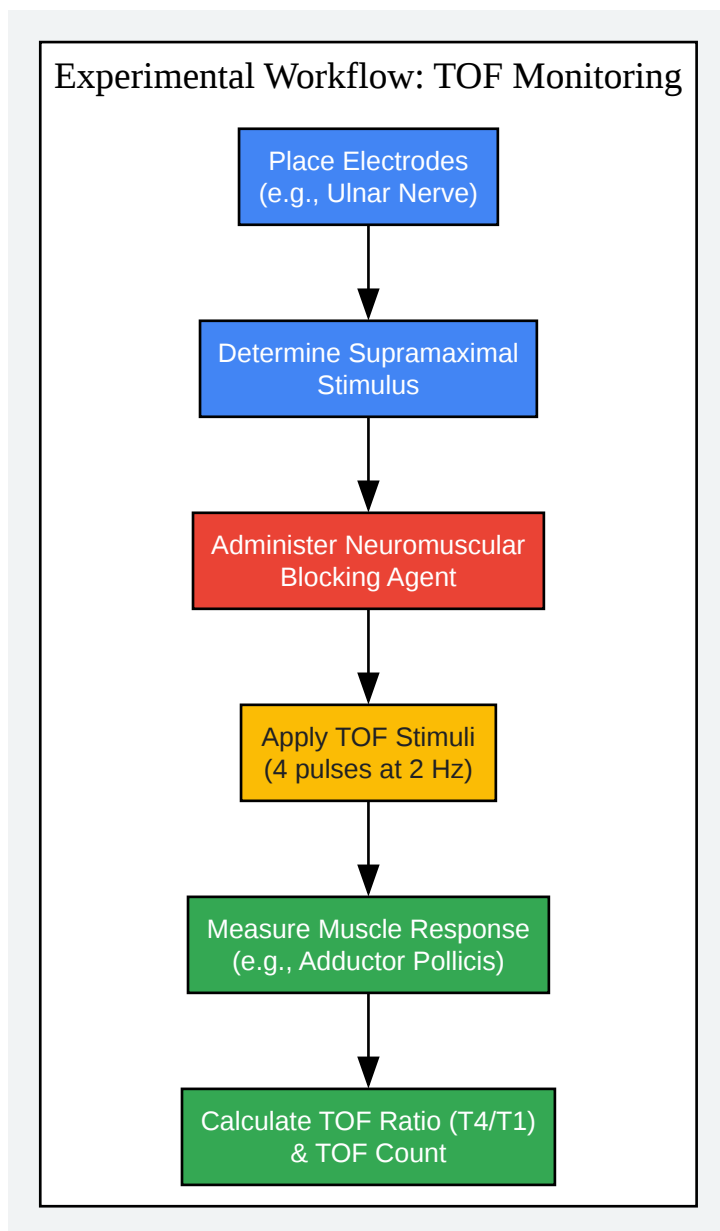 Experimental Workflow: TOF Monitoring
Place Electrodes
(e.g., Ulnar Nerve)
Determine Supramaximal
Stimulus
Administer Neuromuscular
Blocking Agent
Apply TOF Stimuli
(4 pulses at 2 Hz)
Measure Muscle Response
(e.g., Adductor Pollicis)
Calculate TOF Ratio (T4/T1)
& TOF Count